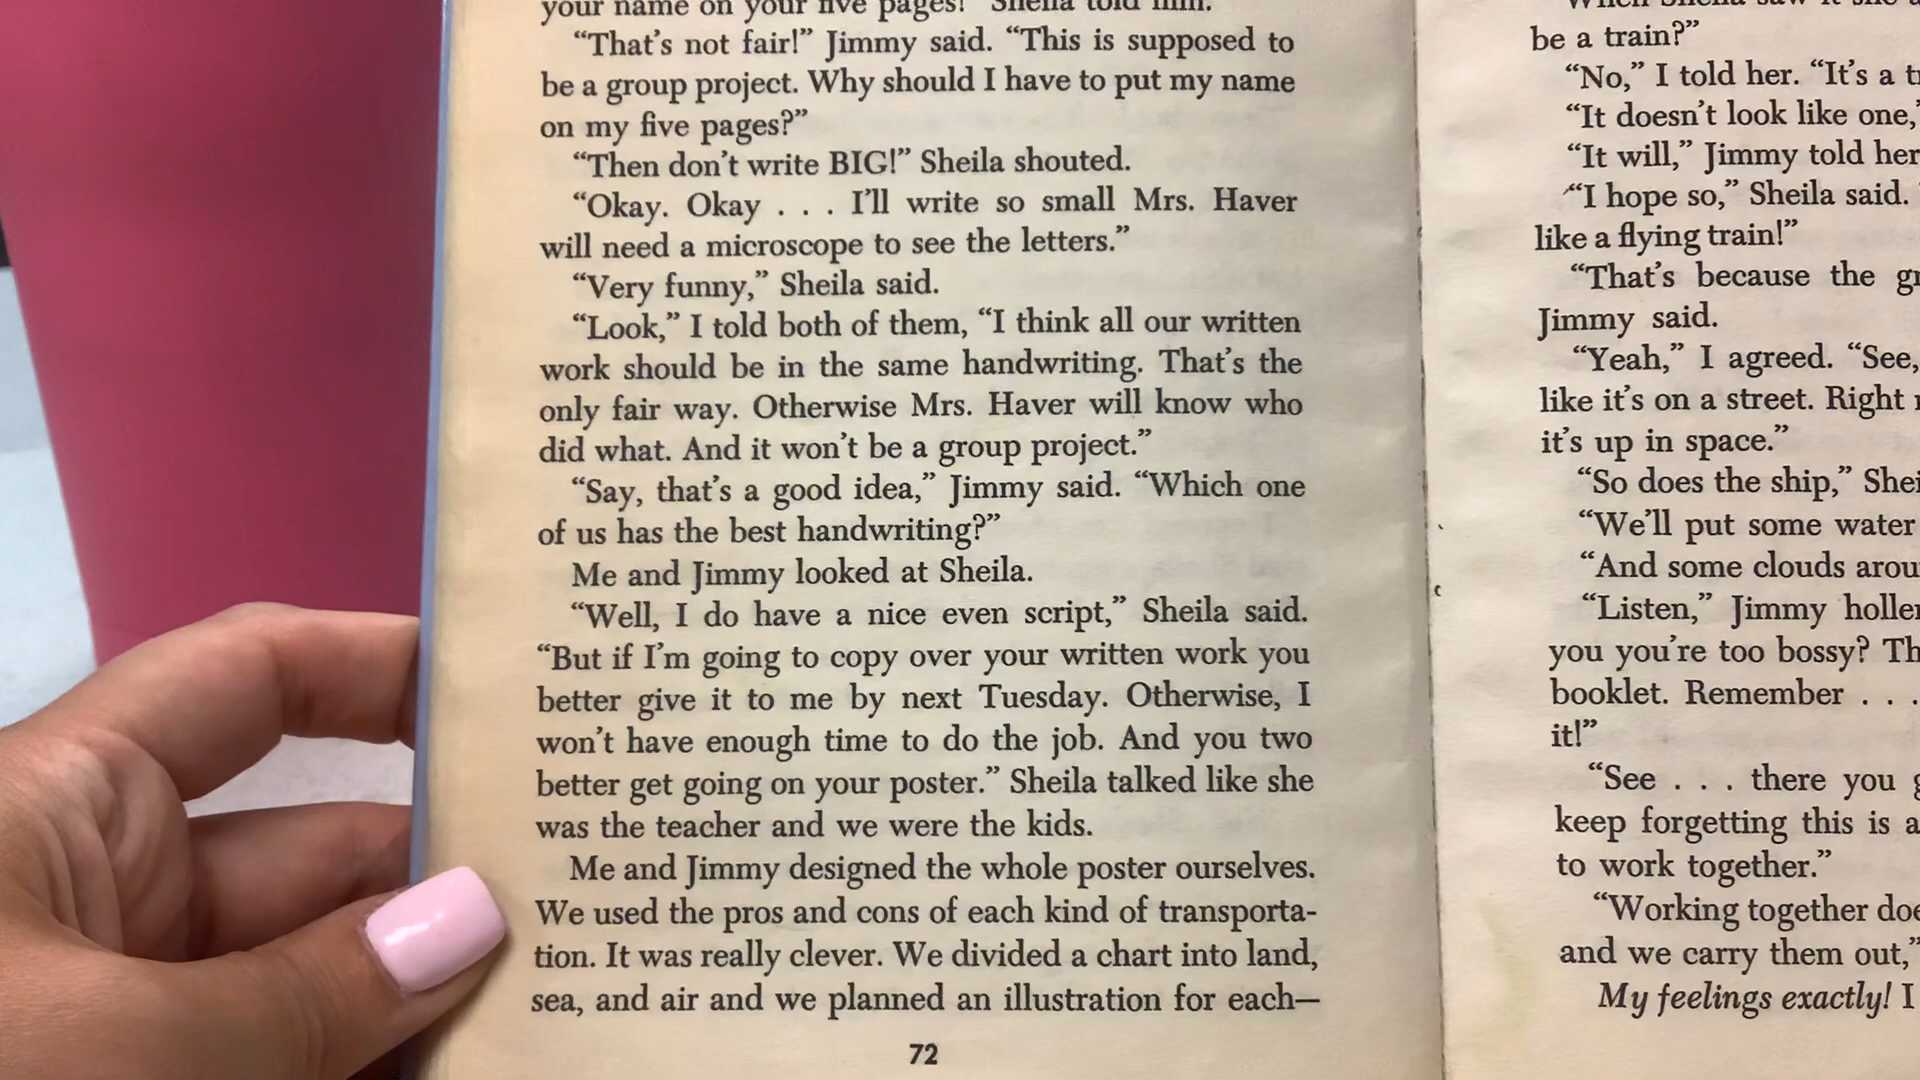 your name on your five pages!" Sheila told him.
"That's not fair!" Jimmy said. "This is supposed to
be a group project. Why should I have to put my name
on my five pages?"
"Then don't write BIG!" Sheila shouted.
"Okay. Okay . . . I'll write so small Mrs. Haver
will need a microscope to see the letters."
"Very funny," Sheila said.
"Look," I told both of them, "I think all our written
work should be in the same handwriting. That's the
only fair way. Otherwise Mrs. Haver will know who
did what. And it won't be a group project."
"Say, that's a good idea," Jimmy said. "Which one
of us has the best handwriting?"
Me and Jimmy looked at Sheila.
"Well, I do have a nice even script," Sheila said.
"But if I'm going to copy over your written work you
better give it to me by next Tuesday. Otherwise, I
won't have enough time to do the job. And you two
better get going on your poster." Sheila talked like she
was the teacher and we were the kids.
Me and Jimmy designed the whole poster ourselves.
We used the pros and cons of each kind of transporta-
tion. It was really clever. We divided a chart into land,
sea, and air and we planned an illustration for each—
72
When Sheila saw it she
be a train?"
"No," I told her. "It's a
"It doesn't look like one,"
"It will," Jimmy told her
"I hope so," Sheila said.
like a flying train!"
"That's because the
Jimmy said.
"Yeah," I agreed. "See,
like it's on a street. Right
it's up in space."
"So does the ship,"
"We'll put some water
"And some clouds
"Listen," Jimmy
you you're too bossy?
booklet. Remember . . .
it!"
"See . . . there you
keep forgetting this is a
to work together."
"Working together
and we carry them out,"
My feelings exactly! I